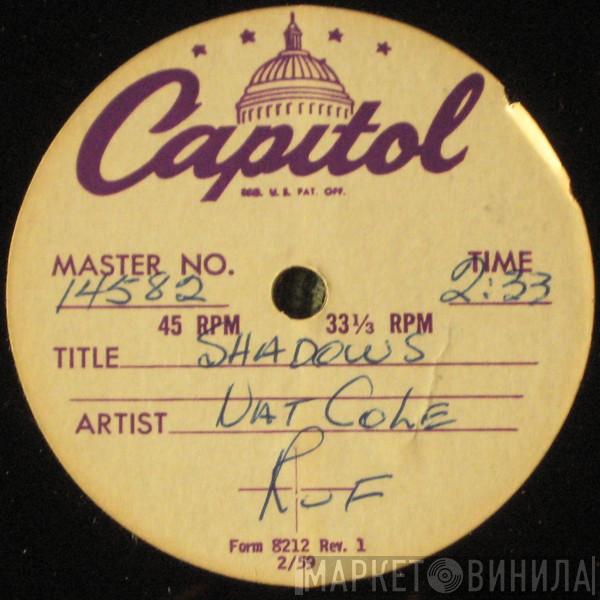 Capitol
REG. U.S. PAT. OFF.
MASTER NO. TIME
14582 2:33
45 RPM 33⅓ RPM
TITLE SHADOWS
ARTIST NAT COLE
RUF
Form 8212 Rev. 1
2/59
МАРКЕТ ВИНИЛА